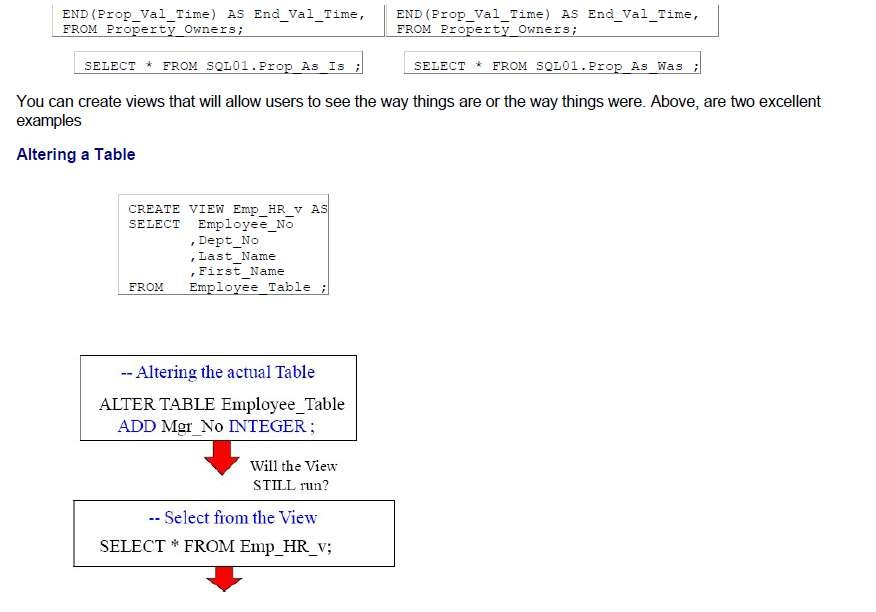 END(Prop_Val_Time) AS End_Val_Time,
FROM Property_Owners;
END(Prop_Val_Time) AS End_Val_Time,
FROM Property_Owners;
SELECT * FROM SQL01.Prop_As_Is ;
SELECT * FROM SQL01.Prop_As_Was ;
You can create views that will allow users to see the way things are or the way things were. Above, are two excellent
examples
Altering a Table
CREATE VIEW Emp_HR_v AS
SELECT Employee_No
,Dept_No
,Last_Name
,First_Name
FROM Employee_Table ;
-- Altering the actual Table
ALTER TABLE Employee_Table
ADD Mgr_No INTEGER ;
Will the View
STILL run?
-- Select from the View
SELECT * FROM Emp_HR_v;